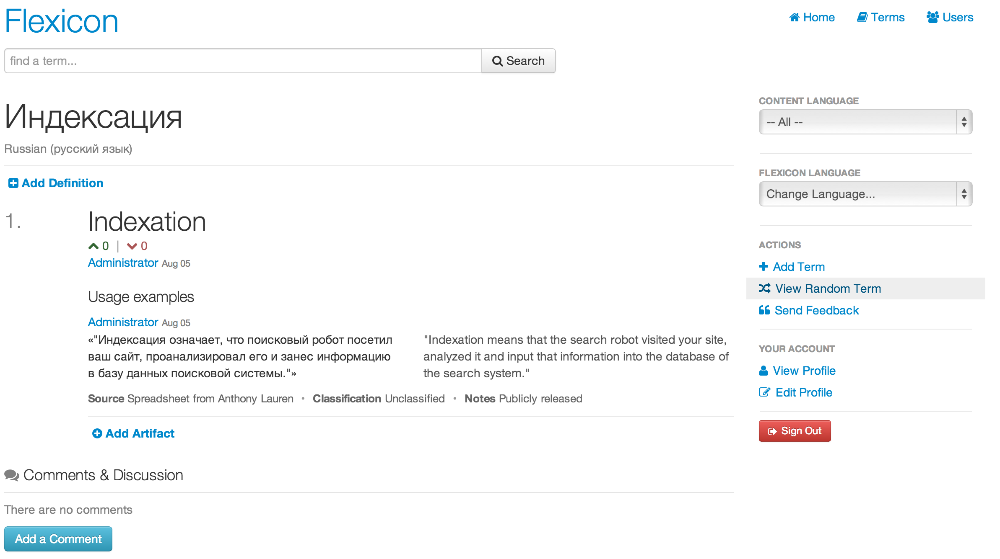 Flexicon
Home Terms Users
find a term...
Search
Индексация
Russian (русский язык)
Add Definition
1. Indexation
0 | 0
Administrator Aug 05
Usage examples
Administrator Aug 05
«"Индексация означает, что поисковый робот посетил
ваш сайт, проанализировал его и занес информацию
в базу данных поисковой системы."»
"Indexation means that the search robot visited your site,
analyzed it and input that information into the database of
the search system."
Source Spreadsheet from Anthony Lauren • Classification Unclassified • Notes Publicly released
Add Artifact
Comments & Discussion
There are no comments
Add a Comment
CONTENT LANGUAGE
-- All --
FLEXICON LANGUAGE
Change Language...
ACTIONS
Add Term
View Random Term
Send Feedback
YOUR ACCOUNT
View Profile
Edit Profile
Sign Out